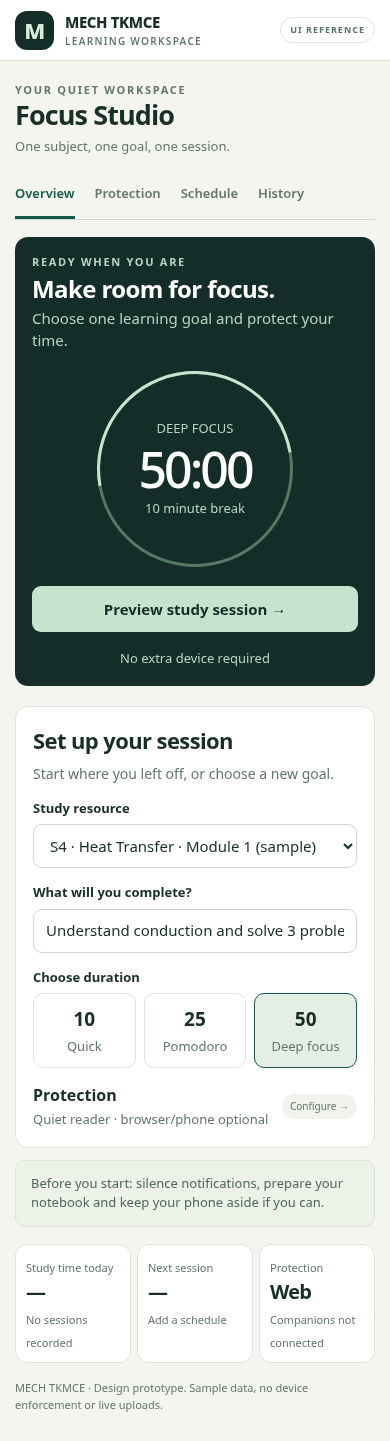 M
MECH TKMCE
LEARNING WORKSPACE
UI REFERENCE
YOUR QUIET WORKSPACE
Focus Studio
One subject, one goal, one session.
Overview Protection Schedule History
READY WHEN YOU ARE
Make room for focus.
Choose one learning goal and protect your
time.
DEEP FOCUS
50:00
10 minute break
Preview study session →
No extra device required
Set up your session
Start where you left off, or choose a new goal.
Study resource
S4 · Heat Transfer · Module 1 (sample)
What will you complete?
Understand conduction and solve 3 proble
Choose duration
10 25 50
Quick Pomodoro Deep focus
Protection
Quiet reader · browser/phone optional
Configure →
Before you start: silence notifications, prepare your
notebook and keep your phone aside if you can.
Study time today
—
No sessions
recorded
Next session
—
Add a schedule
Protection
Web
Companions not
connected
MECH TKMCE · Design prototype. Sample data, no device
enforcement or live uploads.